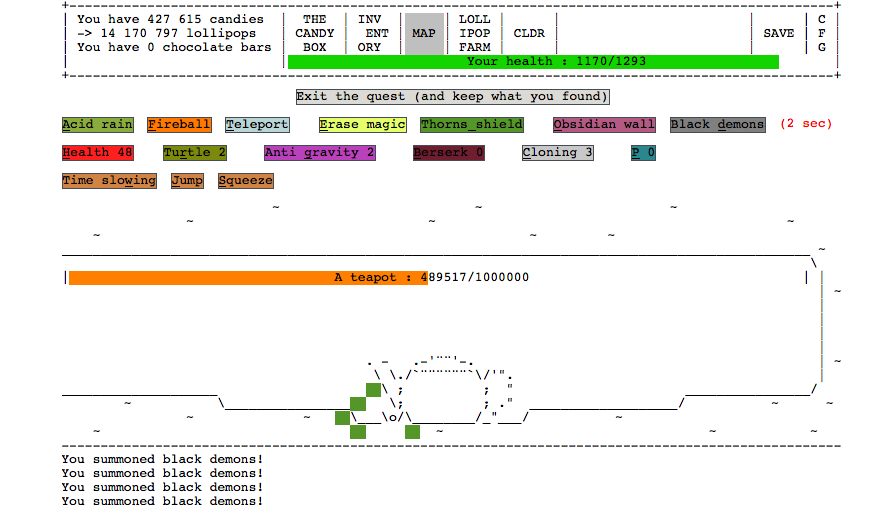 You have 427 615 candies THE INV LOLL C
-> 14 170 797 lollipops CANDY ENT MAP IPOP CLDR SAVE F
You have 0 chocolate bars BOX ORY FARM G
Your health : 1170/1293
Exit the quest (and keep what you found)
Acid rain Fireball Teleport Erase magic Thorns_shield Obsidian wall Black demons (2 sec)
Health 48 Turtle 2 Anti gravity 2 Berserk 0 Cloning 3 P 0
Time slowing Jump Squeeze
A teapot : 489517/1000000
You summoned black demons!
You summoned black demons!
You summoned black demons!
You summoned black demons!